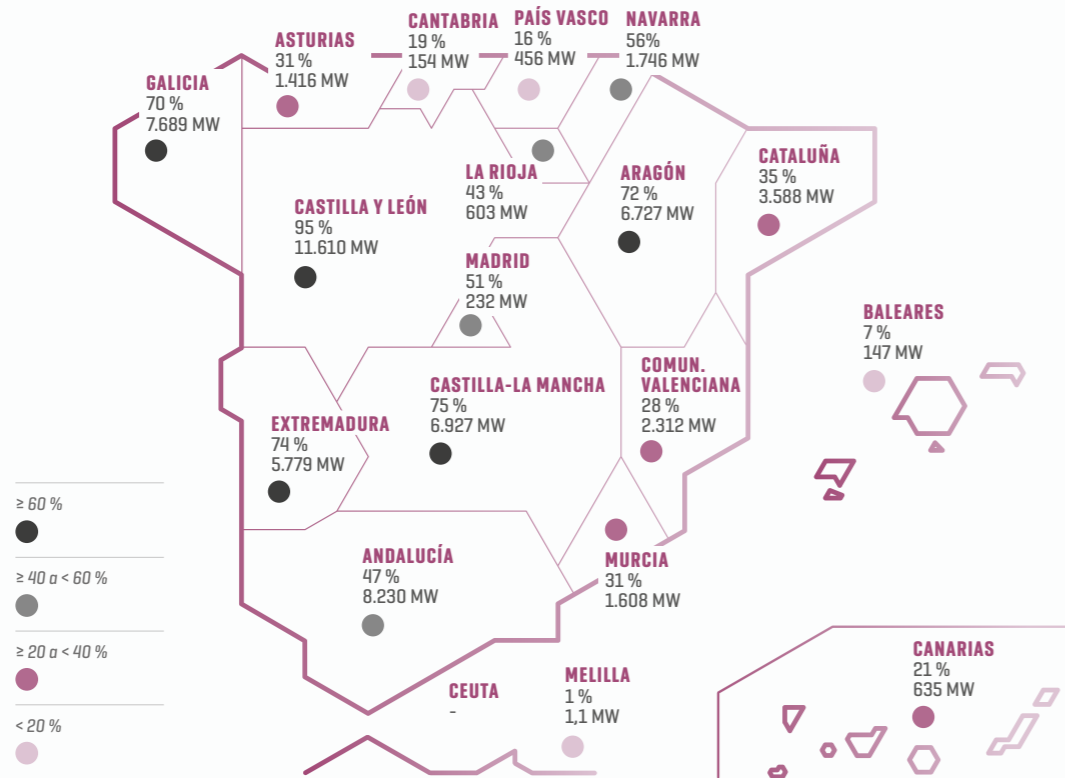 ASTURIAS
31 %
1.416 MW
CANTABRIA
19 %
154 MW
PAÍS VASCO
16 %
456 MW
NAVARRA
56%
1.746 MW
GALICIA
70 %
7.689 MW
LA RIOJA
43 %
603 MW
ARAGÓN
72 %
6.727 MW
CATALUÑA
35 %
3.588 MW
CASTILLA Y LEÓN
95 %
11.610 MW
MADRID
51 %
232 MW
BALEARES
7 %
147 MW
COMUN.
VALENCIANA
28 %
2.312 MW
CASTILLA-LA MANCHA
75 %
6.927 MW
EXTREMADURA
74 %
5.779 MW
ANDALUCÍA
47 %
8.230 MW
MURCIA
31 %
1.608 MW
CEUTA
-
MELILLA
1 %
1,1 MW
CANARIAS
21 %
635 MW
≥ 60 %
≥ 40 a < 60 %
≥ 20 a < 40 %
< 20 %